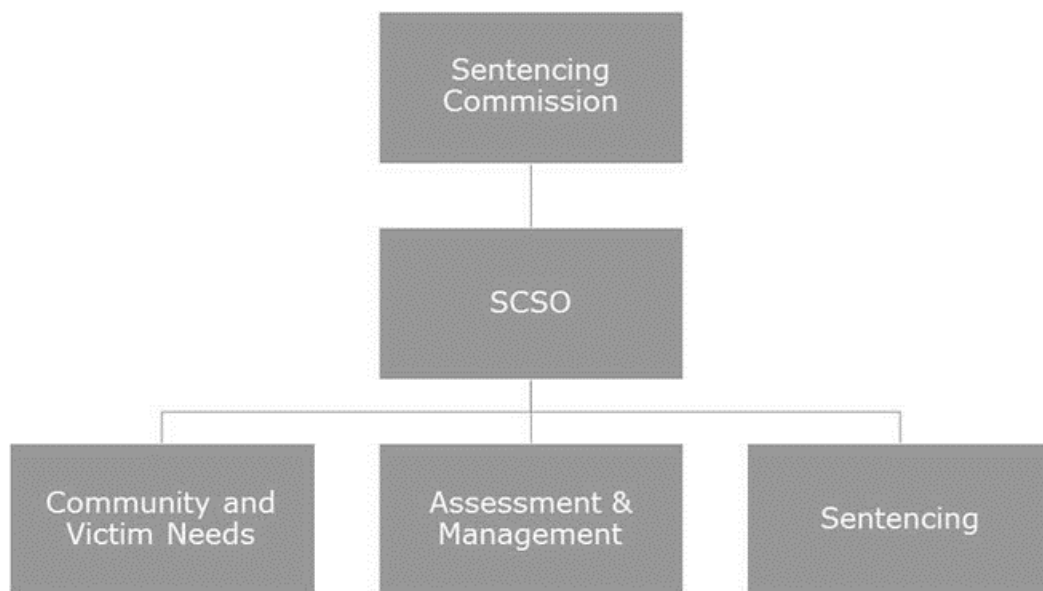 Sentencing
Commission
SCSO
Community and
Victim Needs
Assessment &
Management
Sentencing